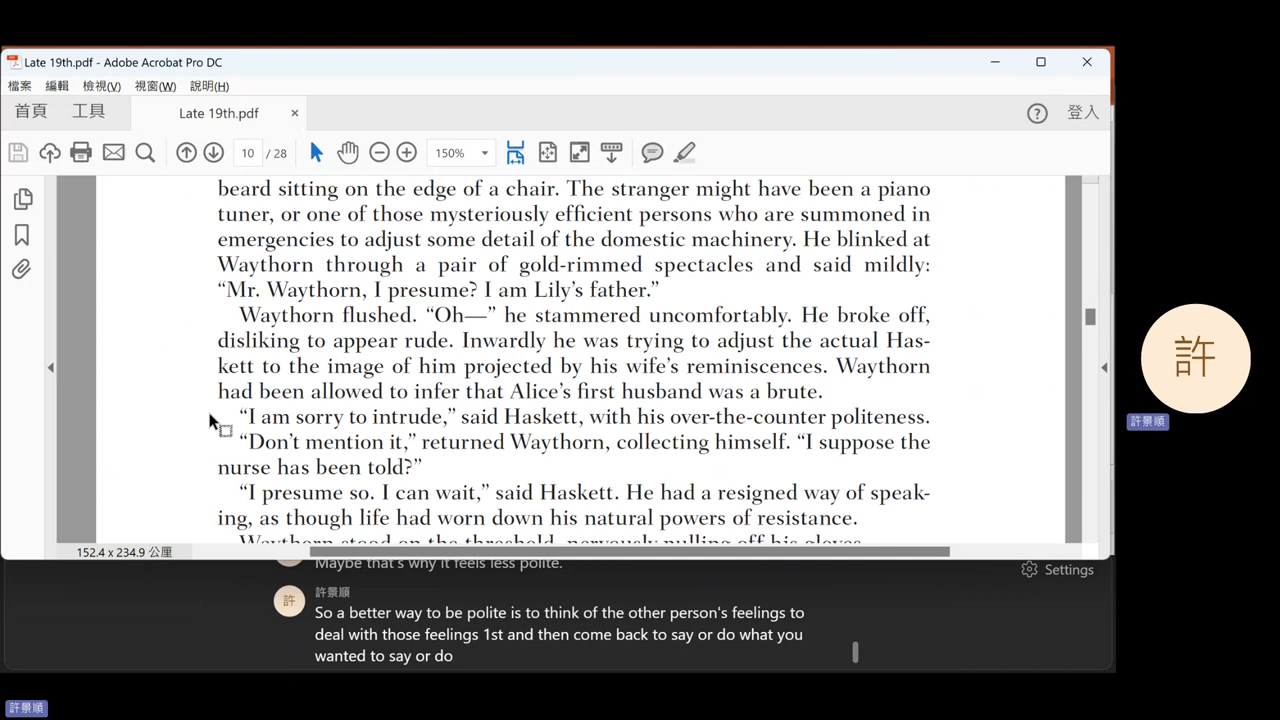 Late 19th.pdf - Adobe Acrobat Pro DC
檔案 編輯 檢視(V) 視窗(W) 說明(H)
首頁 工具 Late 19th.pdf 登入
10 / 28 150%
beard sitting on the edge of a chair. The stranger might have been a piano
tuner, or one of those mysteriously efficient persons who are summoned in
emergencies to adjust some detail of the domestic machinery. He blinked at
Waythorn through a pair of gold-rimmed spectacles and said mildly:
“Mr. Waythorn, I presume? I am Lily’s father.”
Waythorn flushed. “Oh—” he stammered uncomfortably. He broke off,
disliking to appear rude. Inwardly he was trying to adjust the actual Has-
kett to the image of him projected by his wife’s reminiscences. Waythorn
had been allowed to infer that Alice’s first husband was a brute.
“I am sorry to intrude,” said Haskett, with his over-the-counter politeness.
“Don’t mention it,” returned Waythorn, collecting himself. “I suppose the
nurse has been told?”
“I presume so. I can wait,” said Haskett. He had a resigned way of speak-
ing, as though life had worn down his natural powers of resistance.
Waythorn stood on the threshold, nervously pulling off his gloves.
152.4 x 234.9 公厘
Maybe that's why it feels less polite.
Settings
許 許景順
So a better way to be polite is to think of the other person's feelings to
deal with those feelings 1st and then come back to say or do what you
wanted to say or do
許
許景順
許景順